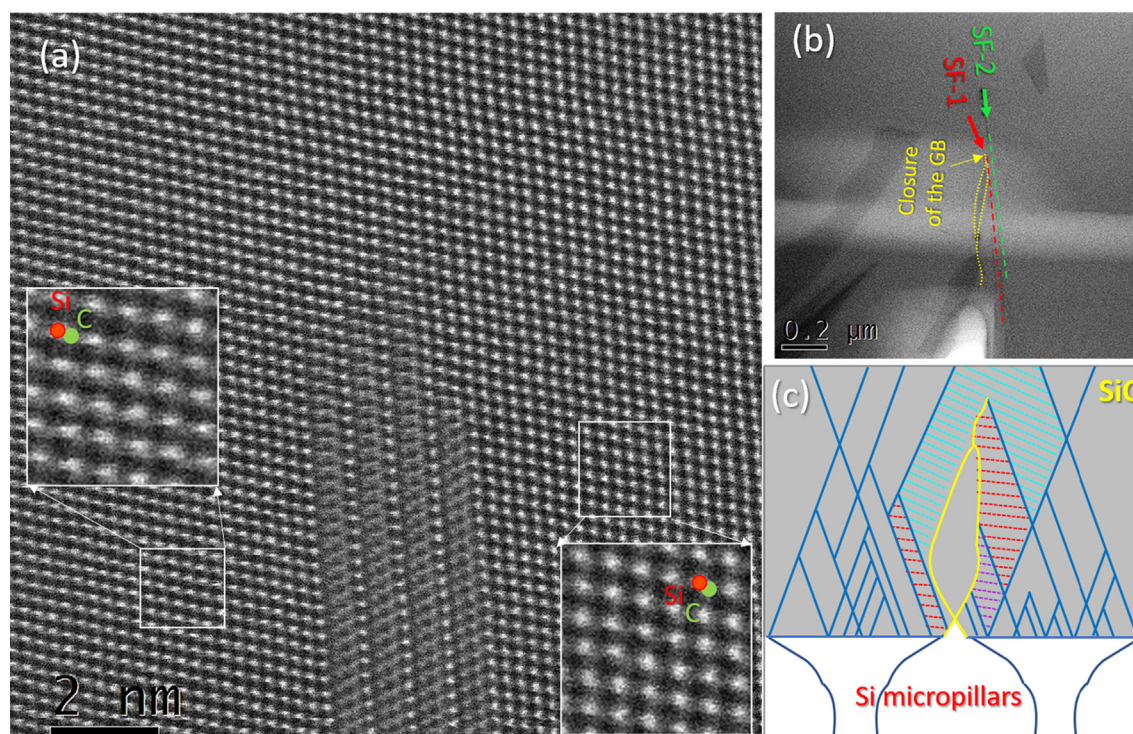 (a)
Si
C
Si
C
2 nm
(b)
SF-2
SF-1
Closure
of the GB
0.2 μm
(c)
SiC
Si micropillars